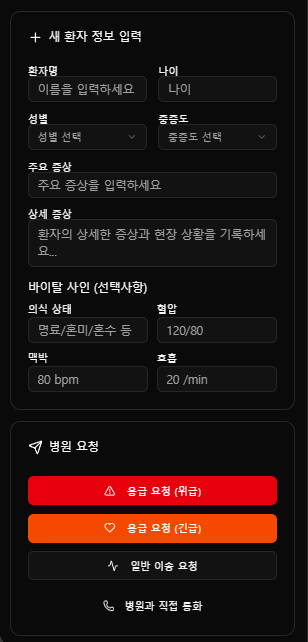 새 환자 정보 입력
환자명 나이
이름을 입력하세요 나이
성별 중증도
성별 선택 중증도 선택
주요 증상
주요 증상을 입력하세요
상세 증상
환자의 상세한 증상과 현장 상황을 기록하세
요...
바이탈 사인 (선택사항)
의식 상태 혈압
명료/혼미/혼수 등 120/80
맥박 호흡
80 bpm 20 /min
병원 요청
응급 요청 (위급)
응급 요청 (긴급)
일반 이송 요청
병원과 직접 통화